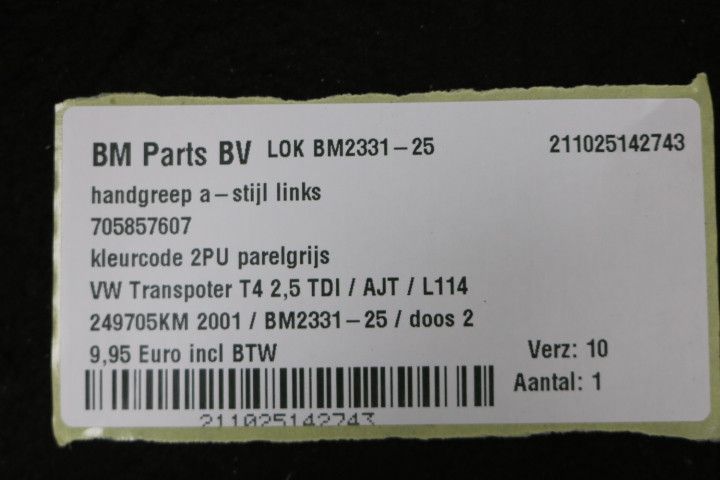 BM Parts BV LOK BM2331-25 211025142743
handgreep a-stijl links
705857607
kleurcode 2PU parelgrijs
VW Transpoter T4 2,5 TDI / AJT / L114
249705KM 2001 / BM2331-25 / doos 2
9,95 Euro incl BTW Verz: 10
Aantal: 1
211025142743